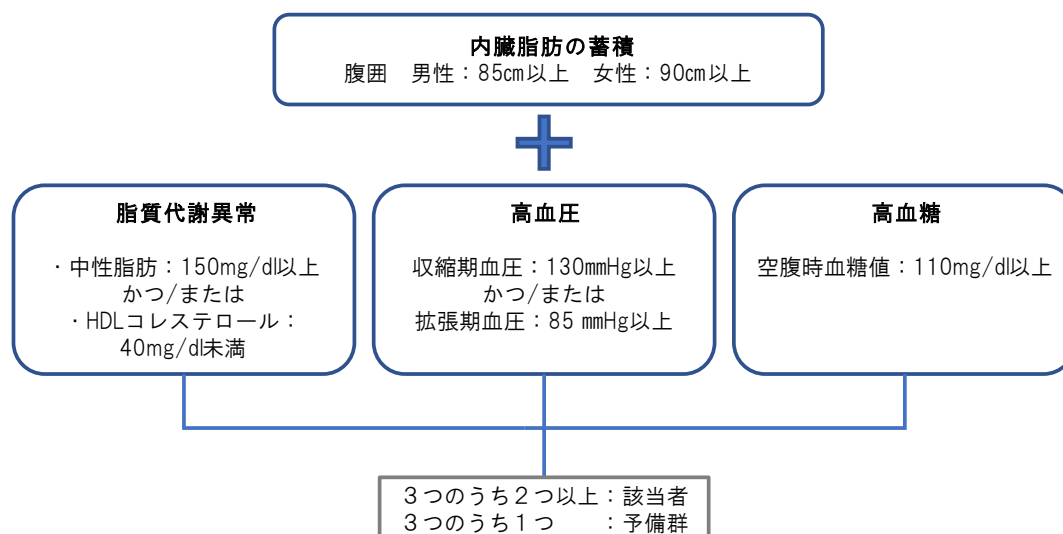 内臓脂肪の蓄積
腹囲　男性：85㎝以上　女性：90㎝以上
脂質代謝異常
・中性脂肪：150mg/dl以上
かつ/または
・HDLコレステロール：
40mg/dl未満
高血圧
収縮期血圧：130mmHg以上
かつ/または
拡張期血圧：85 mmHg以上
高血糖
空腹時血糖値：110mg/dl以上
３つのうち２つ以上：該当者
３つのうち１つ　　：予備群